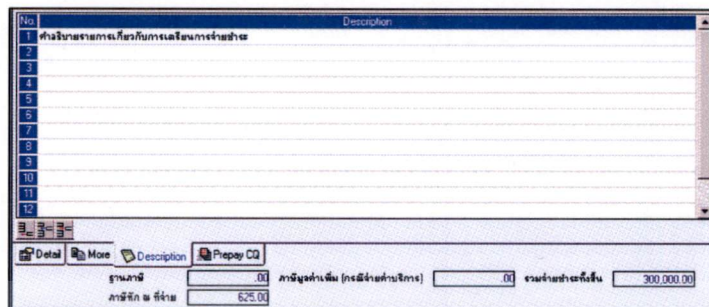 No. Description
1 คำอธิบายรายการเกี่ยวกับการเตรียมการจ่ายชำระ
2
3
4
5
6
7
8
9
10
11
12
Detail More Description Prepay CQ
ฐานภาษี .00 ภาษีมูลค่าเพิ่ม (กรณีจ่ายค่าบริการ) .00 รวมจ่ายชำระทั้งสิ้น 300,000.00
ภาษีหัก ณ ที่จ่าย 625.00